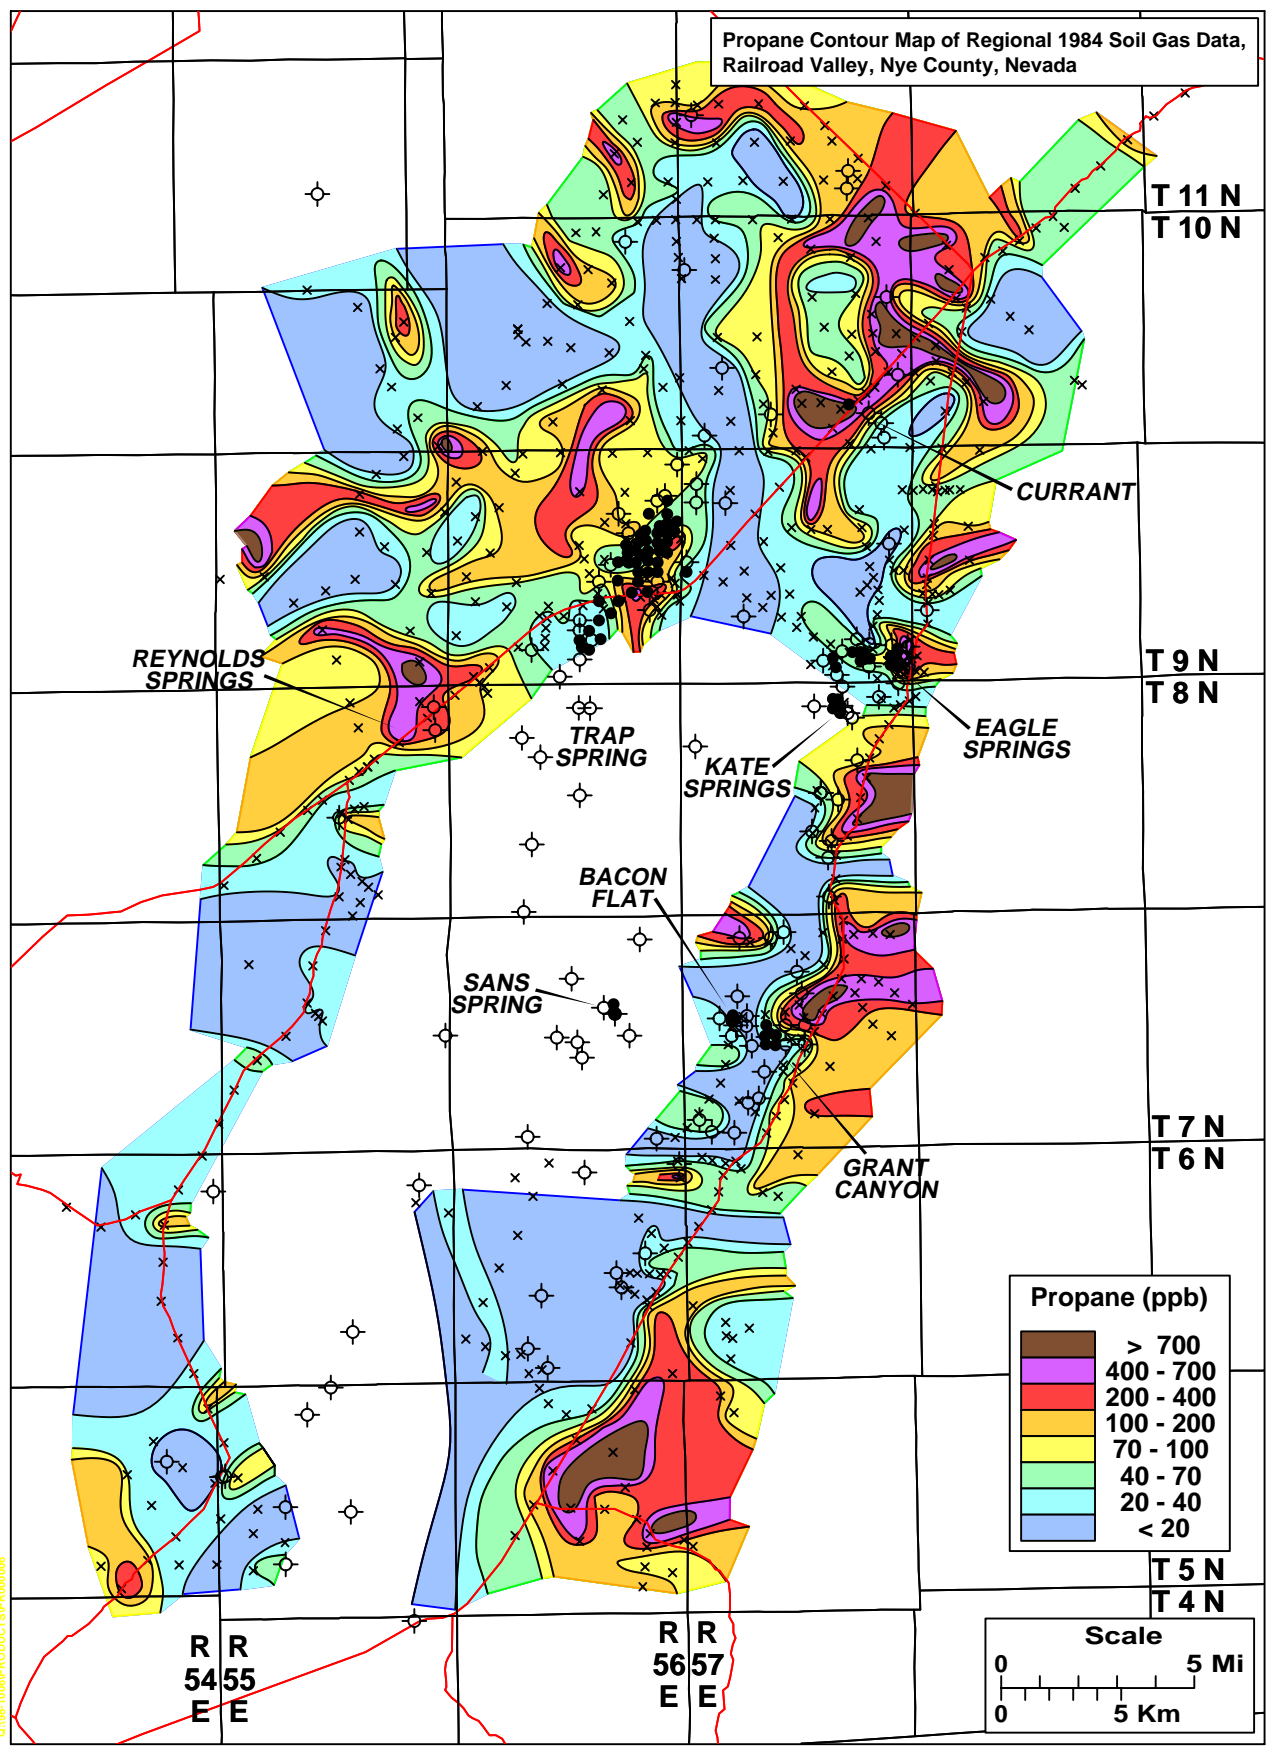 Propane Contour Map of Regional 1984 Soil Gas Data,
Railroad Valley, Nye County, Nevada
T 11 N
T 10 N
CURRANT
REYNOLDS
SPRINGS
T 9 N
T 8 N
TRAP
SPRING
EAGLE
SPRINGS
KATE
SPRINGS
BACON
FLAT
SANS
SPRING
T 7 N
T 6 N
GRANT
CANYON
Propane (ppb)
> 700
400 - 700
200 - 400
100 - 200
70 - 100
40 - 70
20 - 40
< 20
T 5 N
T 4 N
R R
54 55
E E
R R
56 57
E E
Scale
0 5 Mi
0 5 Km